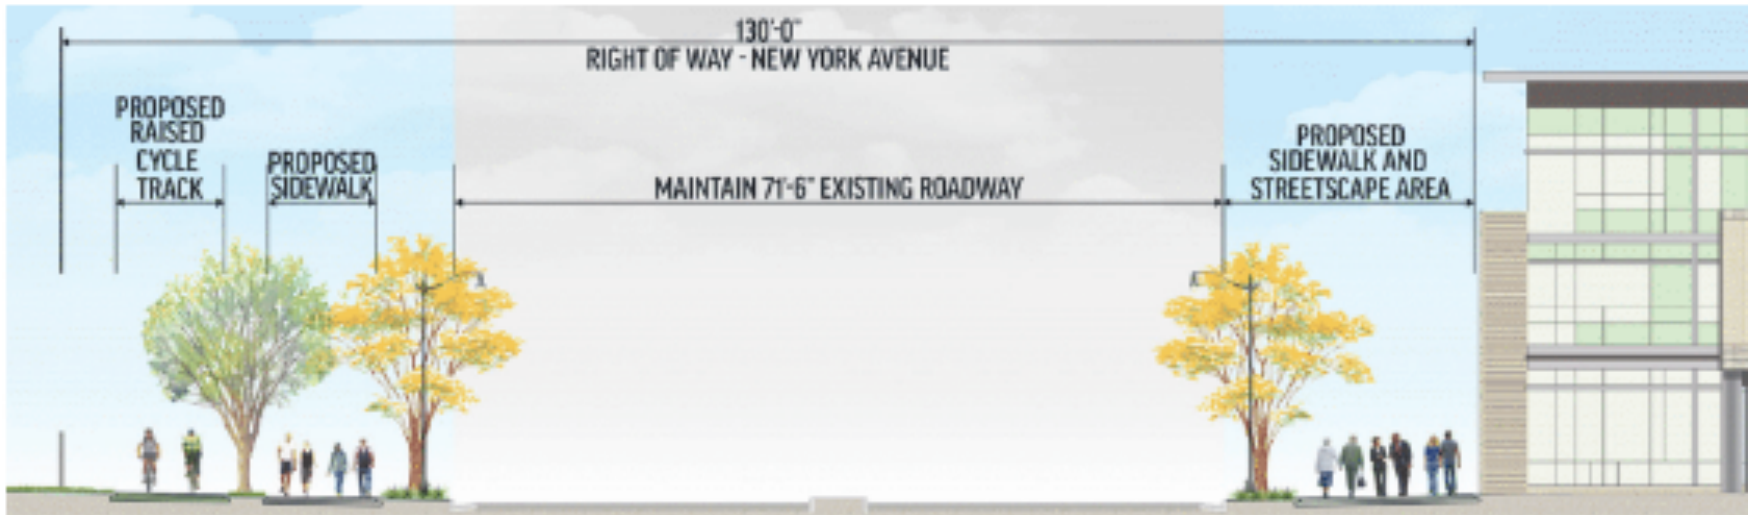 130'-0"
RIGHT OF WAY - NEW YORK AVENUE
PROPOSED
RAISED
CYCLE
TRACK
PROPOSED
SIDEWALK
MAINTAIN 71'-6" EXISTING ROADWAY
PROPOSED
SIDEWALK AND
STREETSCAPE AREA